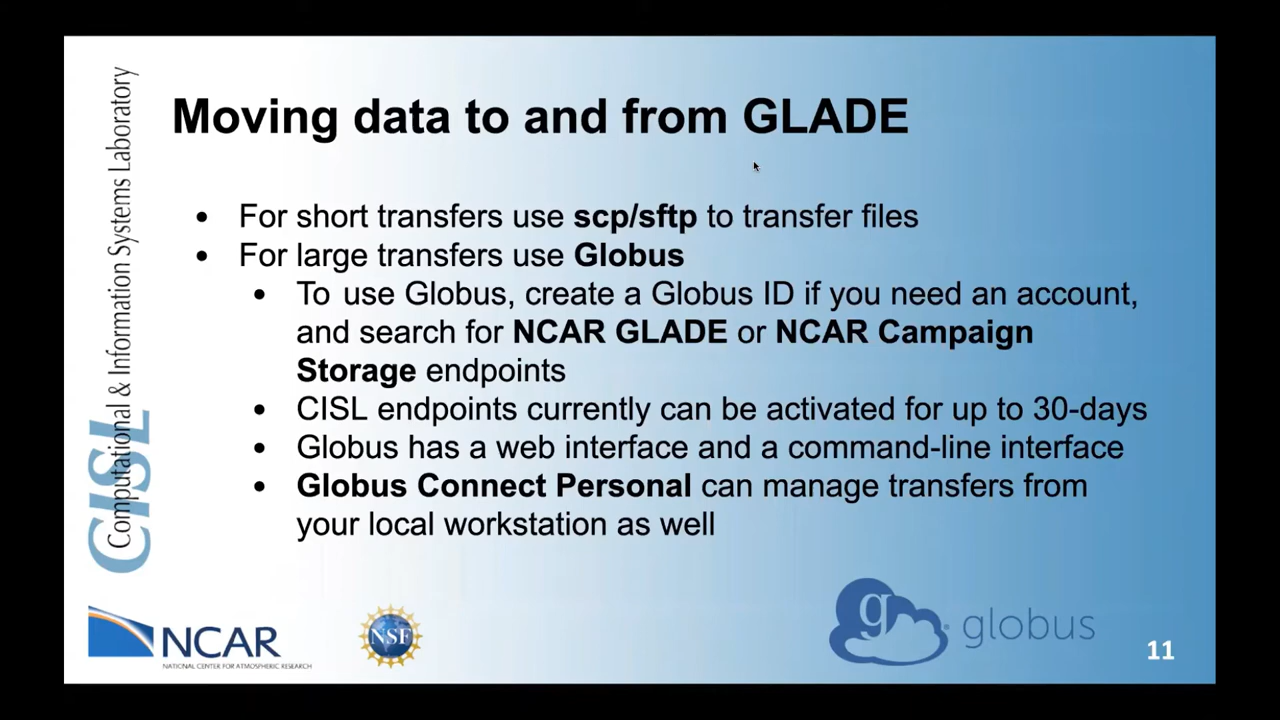 Moving data to and from GLADE
• For short transfers use scp/sftp to transfer files
• For large transfers use Globus
• To use Globus, create a Globus ID if you need an account,
and search for NCAR GLADE or NCAR Campaign
Storage endpoints
• CISL endpoints currently can be activated for up to 30-days
• Globus has a web interface and a command-line interface
• Globus Connect Personal can manage transfers from
your local workstation as well
Computational & Information Systems Laboratory
CISL
NCAR
NATIONAL CENTER FOR ATMOSPHERIC RESEARCH
NSF
g globus
11